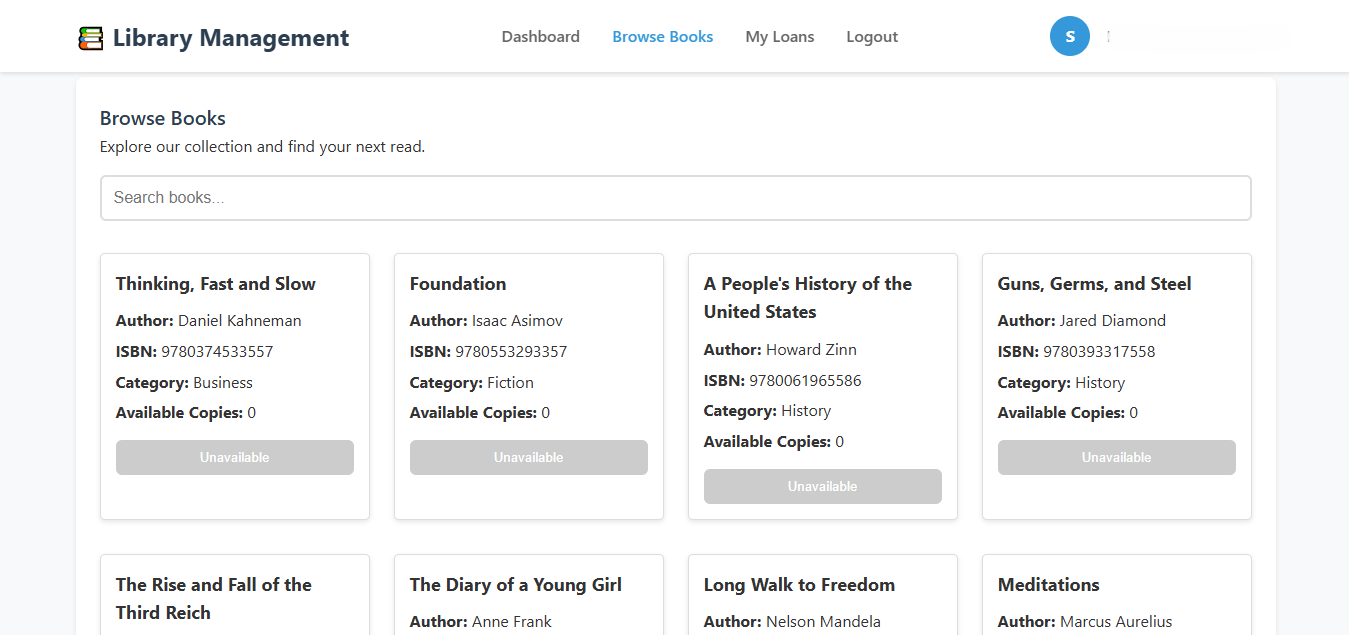 Library Management
Dashboard Browse Books My Loans Logout
S
Browse Books
Explore our collection and find your next read.
Search books...
Thinking, Fast and Slow
Author: Daniel Kahneman
ISBN: 9780374533557
Category: Business
Available Copies: 0
Unavailable
Foundation
Author: Isaac Asimov
ISBN: 9780553293357
Category: Fiction
Available Copies: 0
Unavailable
A People's History of the
United States
Author: Howard Zinn
ISBN: 9780061965586
Category: History
Available Copies: 0
Unavailable
Guns, Germs, and Steel
Author: Jared Diamond
ISBN: 9780393317558
Category: History
Available Copies: 0
Unavailable
The Rise and Fall of the
Third Reich
The Diary of a Young Girl
Author: Anne Frank
Long Walk to Freedom
Author: Nelson Mandela
Meditations
Author: Marcus Aurelius